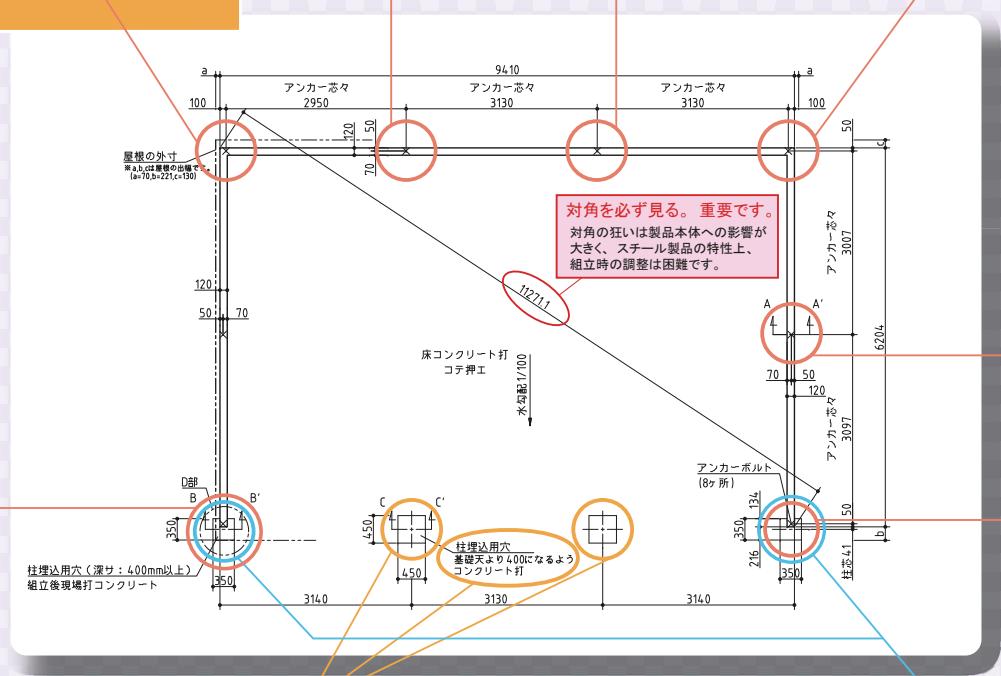 a
9410
a
アンカー芯々
アンカー芯々
アンカー芯々
100
2950
3130
3130
100
120
50
70
50
c
屋根の外寸
※a,b,cは屋根の出幅です。
(a=70,b=221,c=130)
対角を必ず見る。重要です。
対角の狂いは製品本体への影響が
大きく、スチール製品の特性上、
組立時の調整は困難です。
アンカー芯々
3007
11271.1
120
50
70
A
A'
6204
床コンクリート打
コテ押エ
水勾配1/100
70
50
120
アンカー芯々
3097
アンカーボルト
(8ヶ所)
D部
B
B'
C
C'
134
50
350
450
350
b
柱埋込用穴
基礎天より400になるよう
コンクリート打
216
柱芯41
柱埋込用穴(深サ:400mm以上)
組立後現場打コンクリート
350
450
350
3140
3130
3140